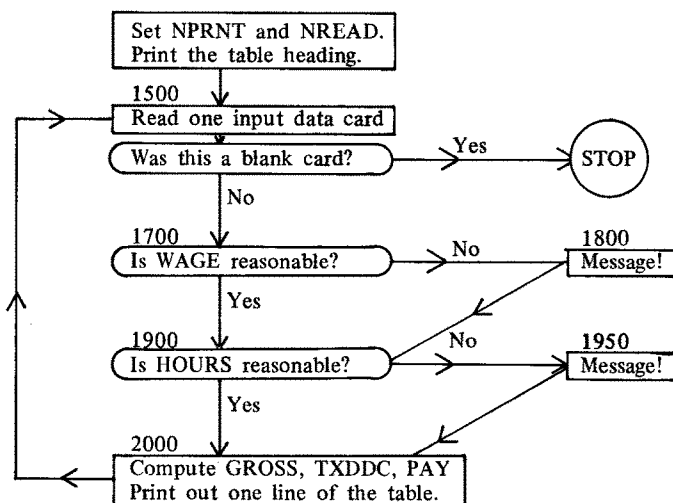 Set NPRNT and NREAD.
Print the table heading.
1500
Read one input data card
Was this a blank card?
Yes
STOP
No
1700
Is WAGE reasonable?
No
1800
Message!
Yes
1900
Is HOURS reasonable?
No
1950
Message!
Yes
2000
Compute GROSS, TXDDC, PAY
Print out one line of the table.